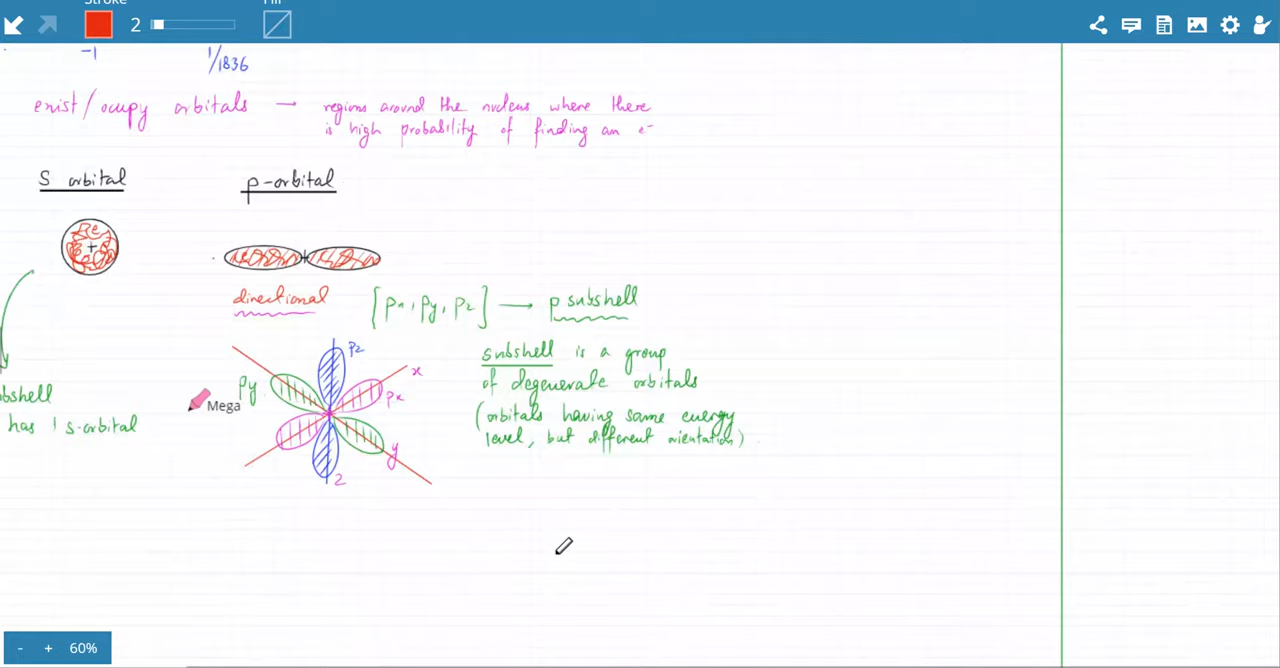 Stroke
Fill
2
-1
1/1836
exist/ocupy orbitals → regions around the nucleus where there
is high probability of finding an e-
S orbital
p-orbital
+
+
directional
[px, py, pz] → p subshell
subshell is a group
of degenerate orbitals
(orbitals having same energy
level, but different orientation)
pz
x
py
px
y
z
Mega
bshell
has 1 s-orbital
- + 60%